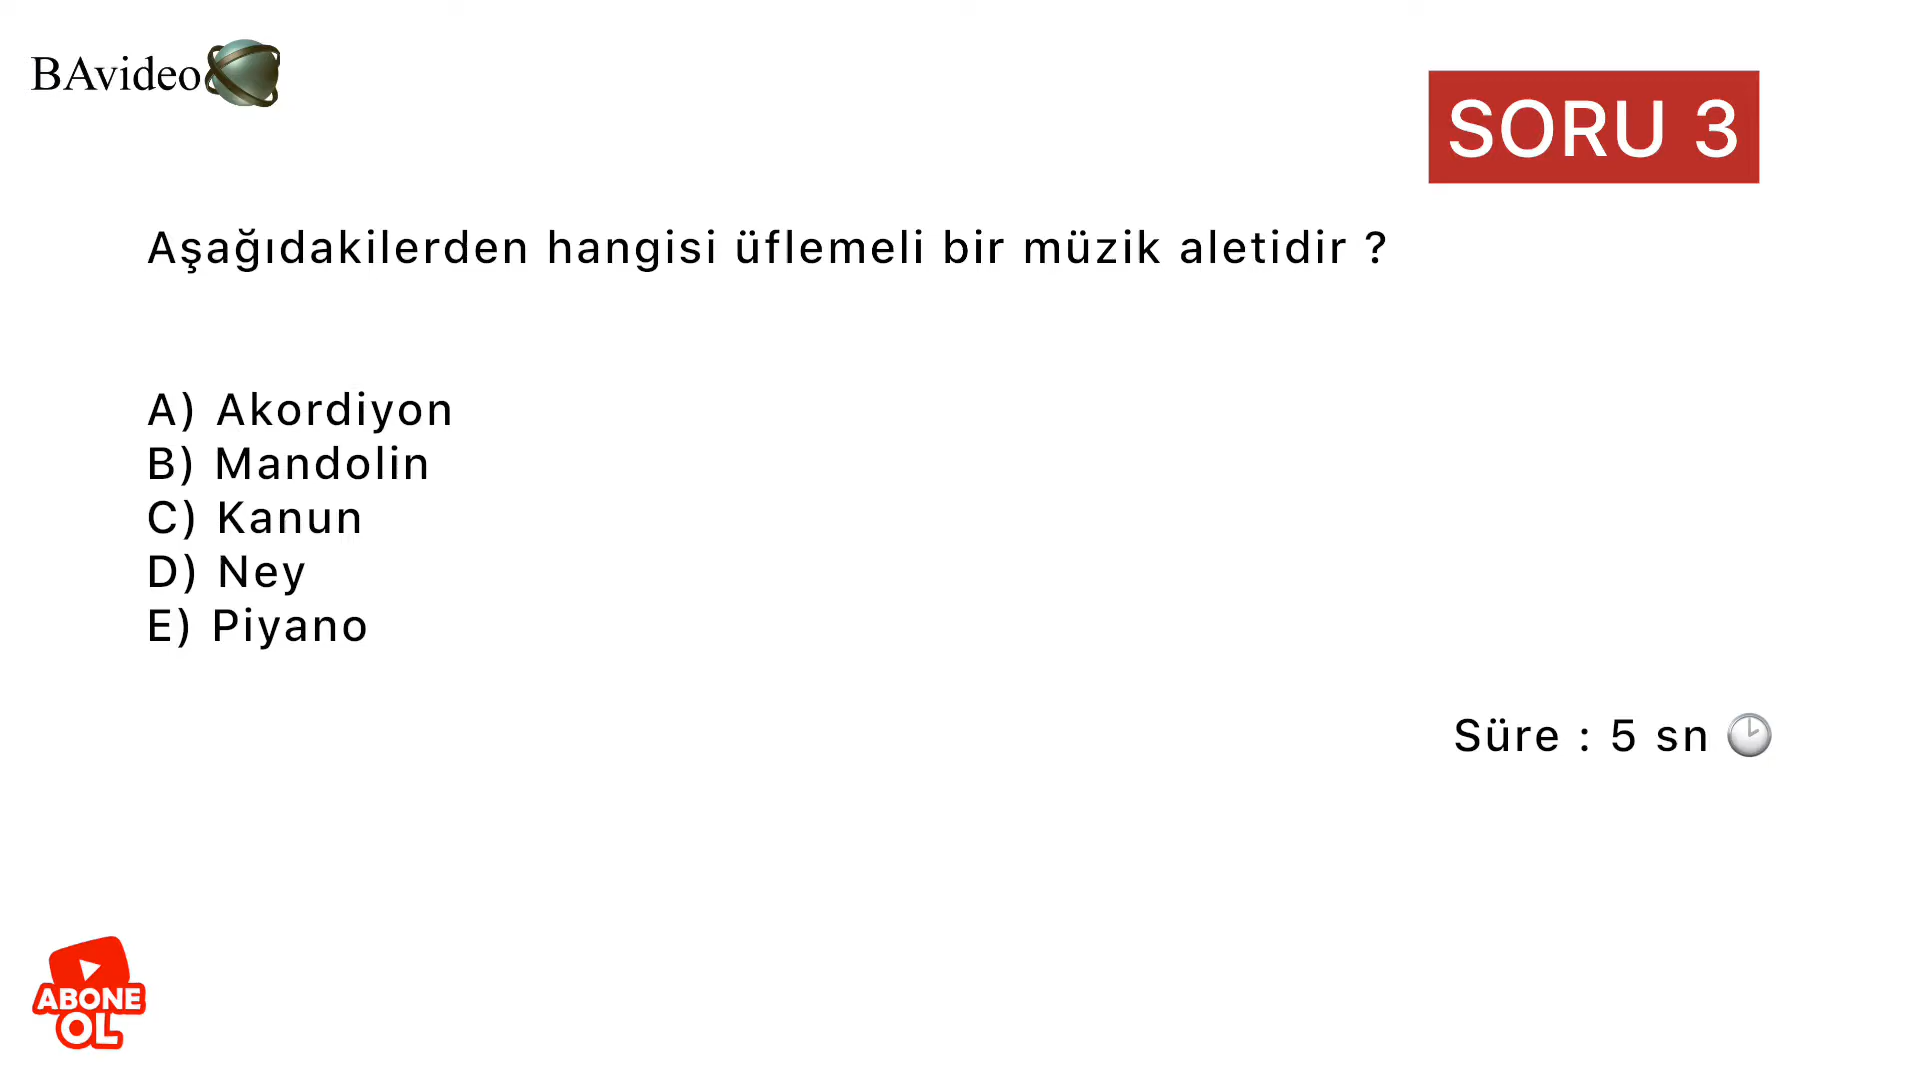 BAvideo
SORU 3
Aşağıdakilerden hangisi üflemeli bir müzik aletidir ?
A) Akordiyon
B) Mandolin
C) Kanun
D) Ney
E) Piyano
Süre : 5 sn
ABONE
OL